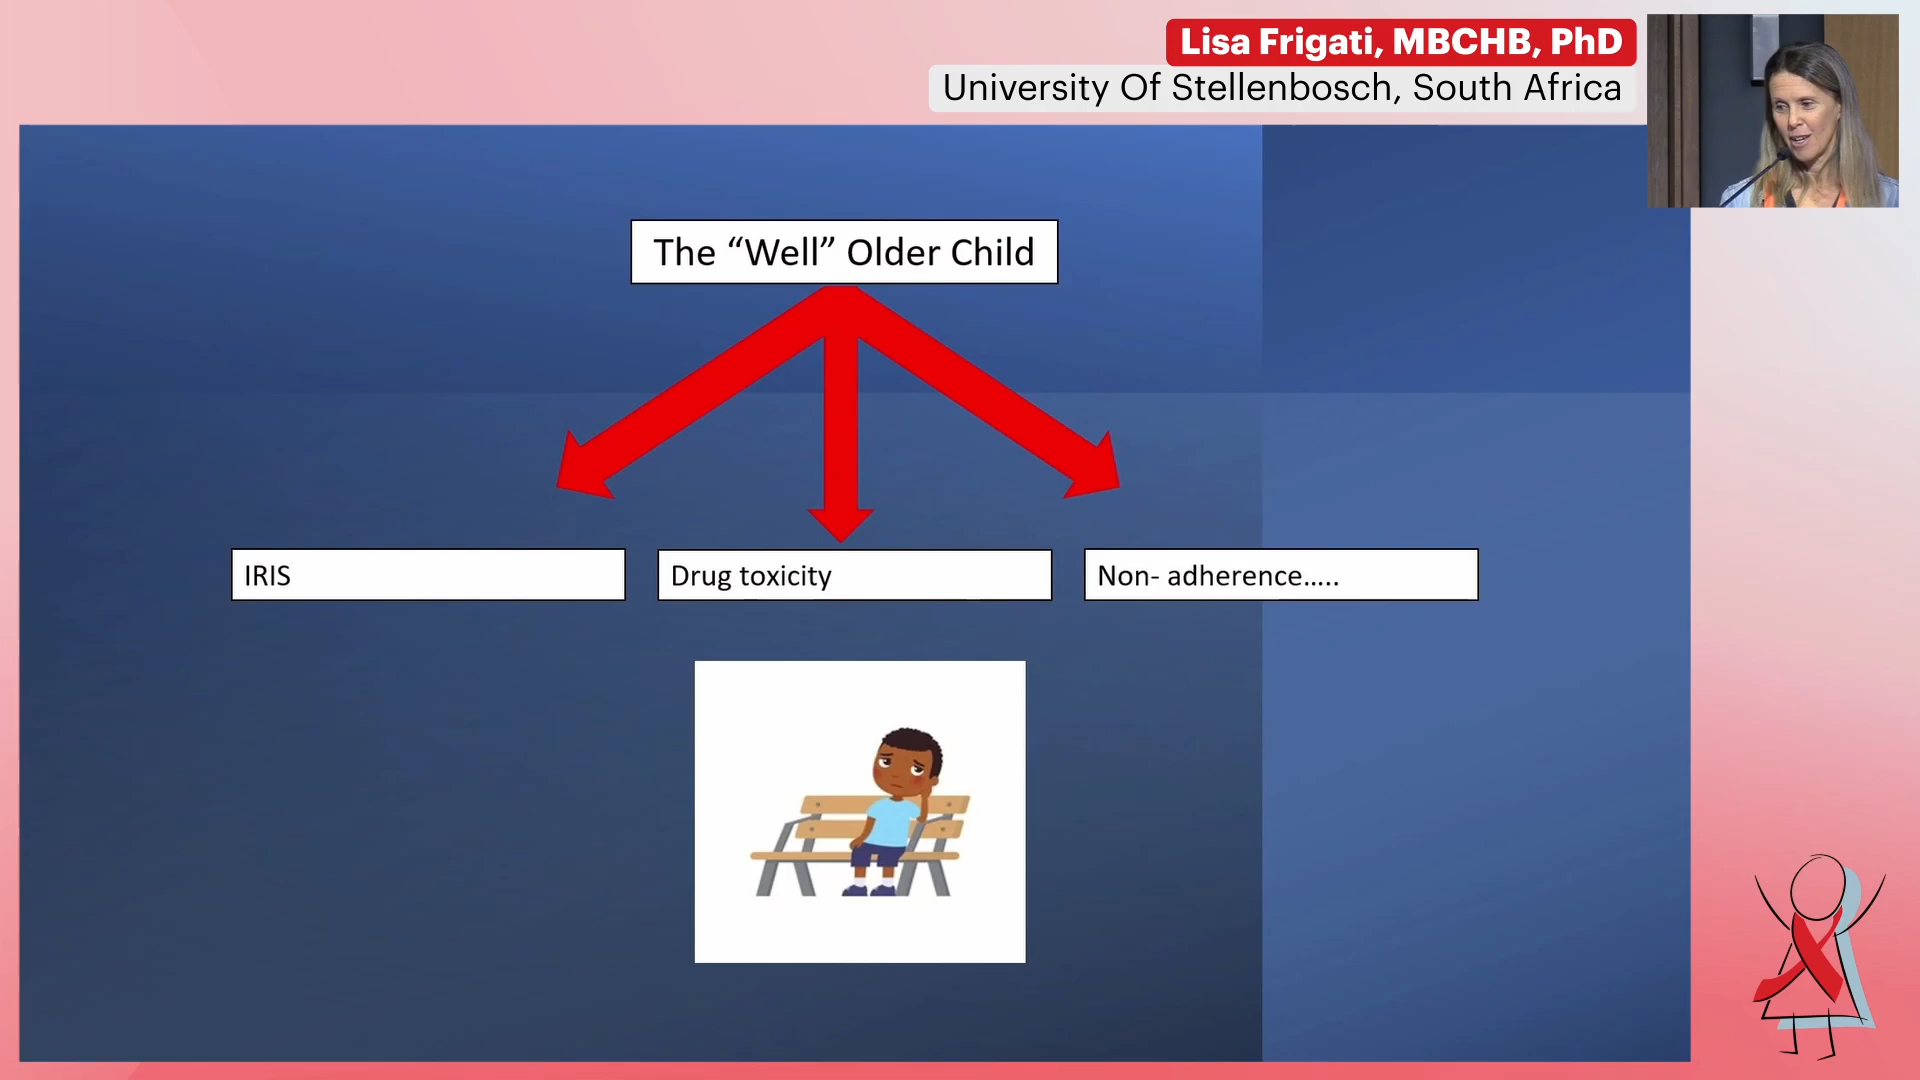 Lisa Frigati, MBCHB, PhD
University Of Stellenbosch, South Africa
The “Well” Older Child
IRIS
Drug toxicity
Non- adherence.....